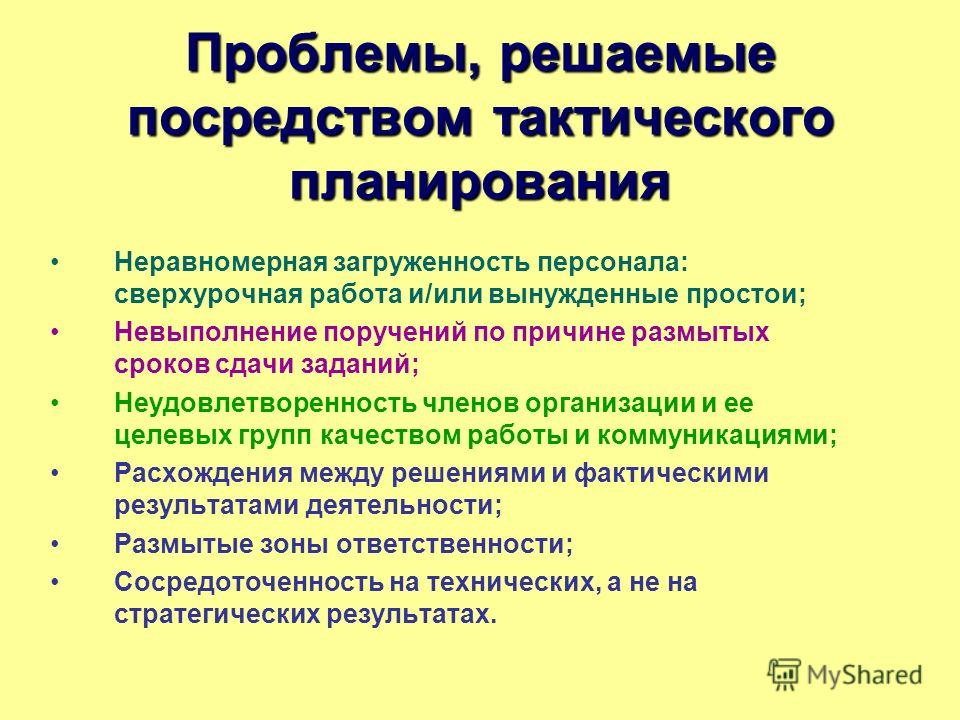 Проблемы, решаемые
посредством тактического
планирования
• Неравномерная загруженность персонала:
сверхурочная работа и/или вынужденные простои;
• Невыполнение поручений по причине размытых
сроков сдачи заданий;
• Неудовлетворенность членов организации и ее
целевых групп качеством работы и коммуникациями;
• Расхождения между решениями и фактическими
результатами деятельности;
• Размытые зоны ответственности;
• Сосредоточенность на технических, а не на
стратегических результатах.
MyShared